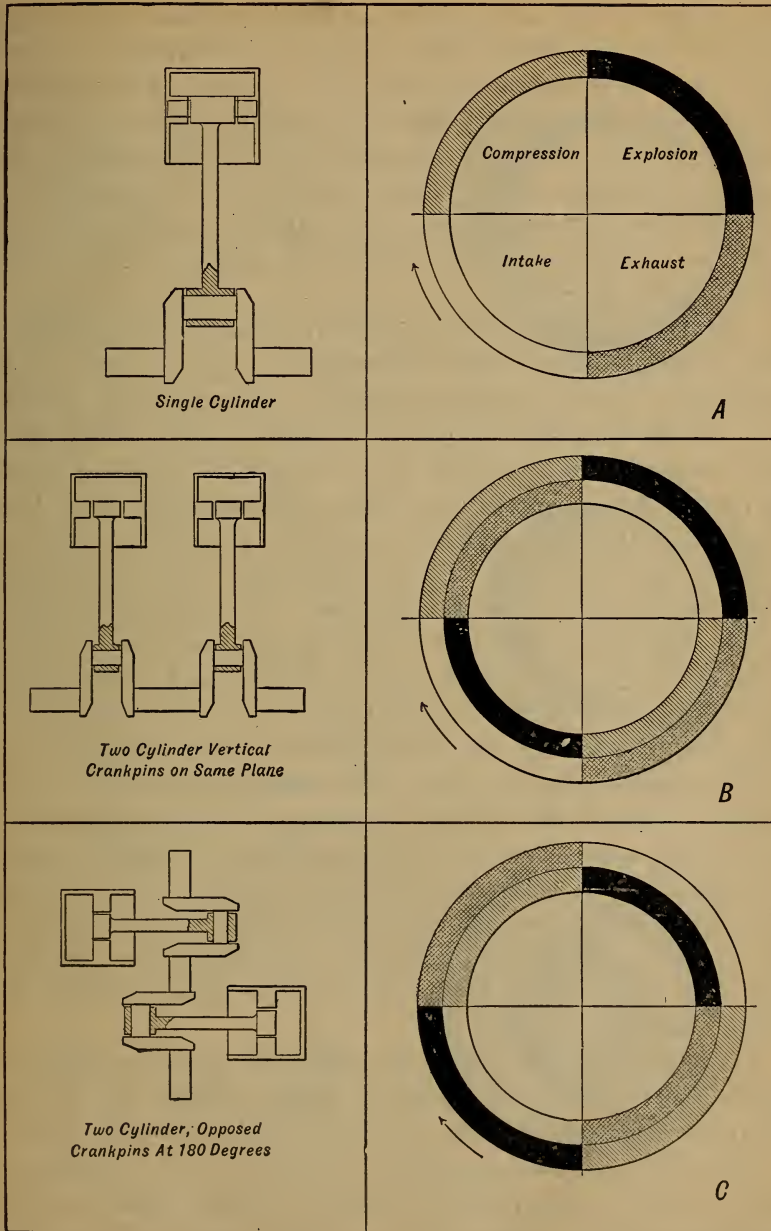 Compression
Explosion
Intake
Exhaust
Single Cylinder
A
Two Cylinder Vertical
Crankpins on Same Plane
B
Two Cylinder, Opposed
Crankpins At 180 Degrees
C